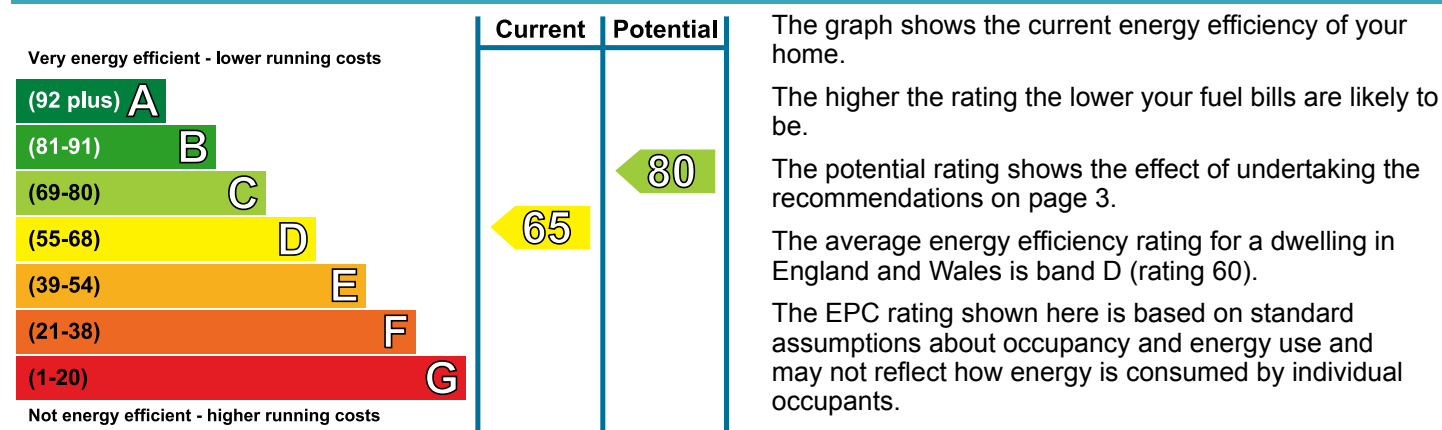 Current Potential
Very energy efficient - lower running costs
(92 plus) A
(81-91) B
(69-80) C
(55-68) D
(39-54) E
(21-38) F
(1-20) G
Not energy efficient - higher running costs
65
80
The graph shows the current energy efficiency of your
home.
The higher the rating the lower your fuel bills are likely to
be.
The potential rating shows the effect of undertaking the
recommendations on page 3.
The average energy efficiency rating for a dwelling in
England and Wales is band D (rating 60).
The EPC rating shown here is based on standard
assumptions about occupancy and energy use and
may not reflect how energy is consumed by individual
occupants.